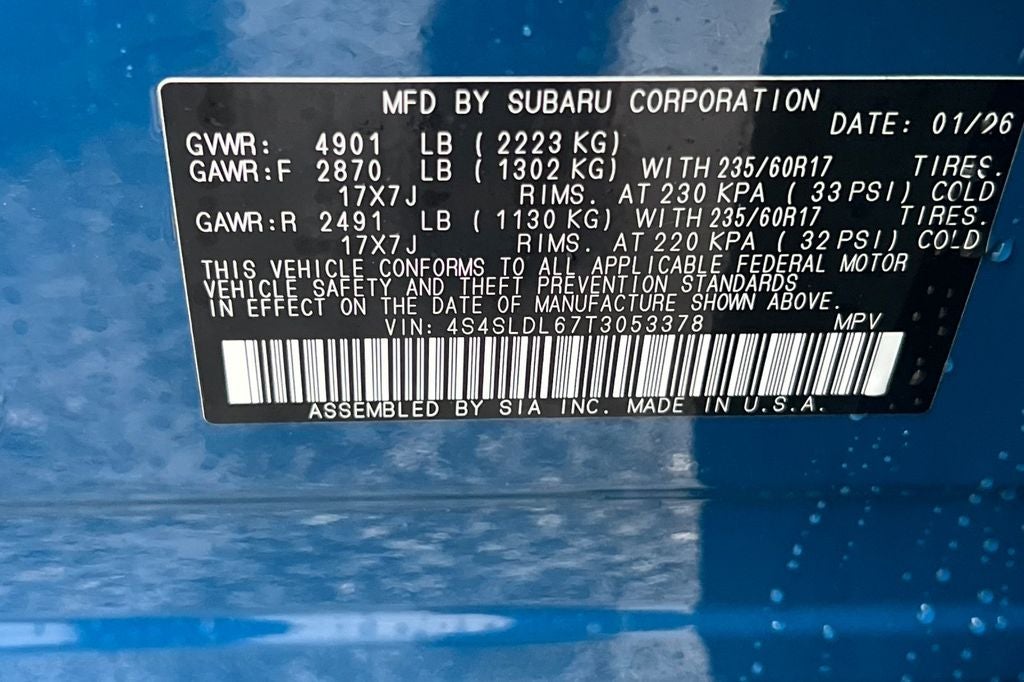 MFD BY SUBARU CORPORATION
DATE: 01/26
GVWR: 4901 LB ( 2223 KG)
GAWR:F 2870 LB ( 1302 KG) WITH 235/60R17 TIRES.
17X7J RIMS. AT 230 KPA ( 33 PSI) COLD
GAWR:R 2491 LB ( 1130 KG) WITH 235/60R17 TIRES.
17X7J RIMS. AT 220 KPA ( 32 PSI) COLD
THIS VEHICLE CONFORMS TO ALL APPLICABLE FEDERAL MOTOR
VEHICLE SAFETY AND THEFT PREVENTION STANDARDS
IN EFFECT ON THE DATE OF MANUFACTURE SHOWN ABOVE.
VIN: 4S4SLDL67T3053378 MPV
ASSEMBLED BY SIA INC. MADE IN U.S.A.